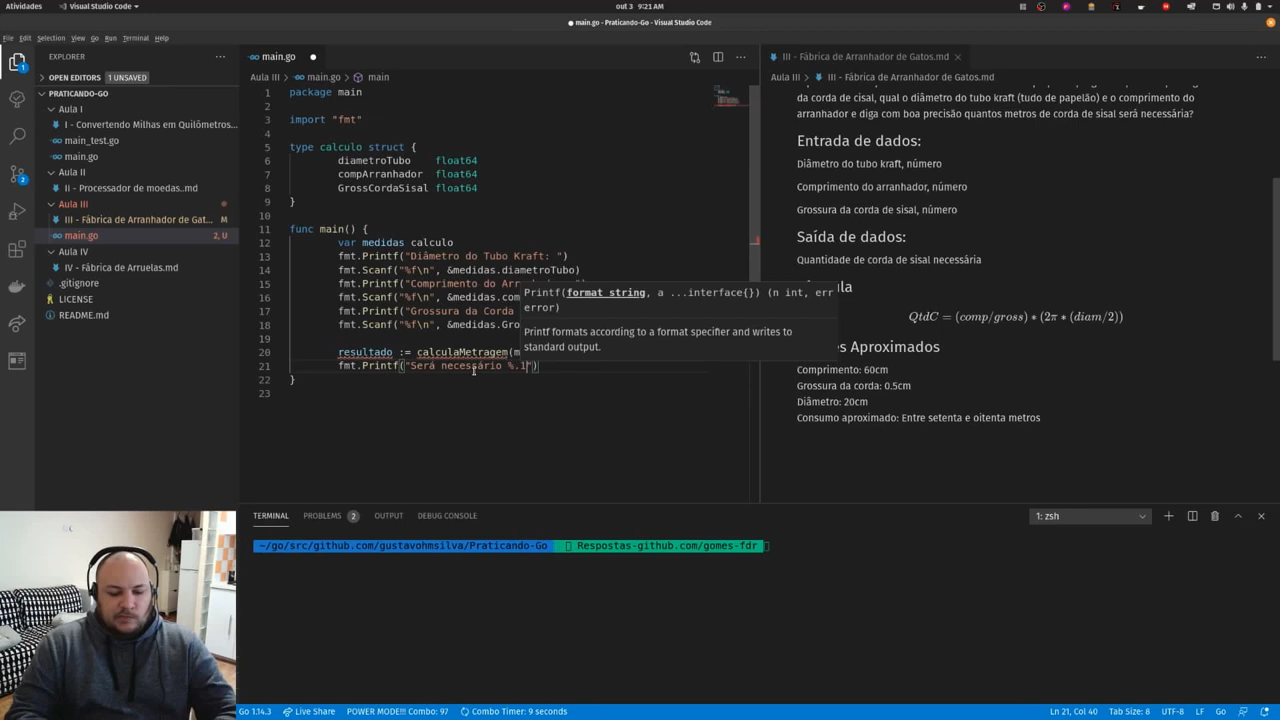 Atividades
Visual Studio Code
out 3 9:21 AM
● main.go - Praticando-Go - Visual Studio Code
File Edit Selection View Go Run Terminal Help
EXPLORER
OPEN EDITORS 1 UNSAVED
PRATICANDO-GO
Aula I
I - Convertendo Milhas em Quilômetros...
main_test.go
main.go
Aula II
II - Processador de moedas..md
Aula III
III - Fábrica de Arranhador de Gat... M
main.go 2, U
Aula IV
IV - Fábrica de Arruelas.md
.gitignore
LICENSE
README.md
main.go
Aula III > main.go > main
1 package main
2
3 import "fmt"
4
5 type calculo struct {
6 diametroTubo float64
7 compArranhador float64
8 GrossCordaSisal float64
9 }
10
11 func main() {
12 var medidas calculo
13 fmt.Printf("Diâmetro do Tubo Kraft: ")
14 fmt.Scanf("%f\n", &medidas.diametroTubo)
15 fmt.Printf("Comprimento do Arr
16 fmt.Scanf("%f\n", &medidas.com
17 fmt.Printf("Grossura da Corda
18 fmt.Scanf("%f\n", &medidas.Gro
19
20 resultado := calculaMetragem(m
21 fmt.Printf("Será necessário %.1")
22 }
23
Printf(format string, a ...interface{}) (n int, err
error)
Printf formats according to a format specifier and writes to
standard output.
III - Fábrica de Arranhador de Gatos.md
Aula III > III - Fábrica de Arranhador de Gatos.md
da corda de cisal, qual o diâmetro do tubo kraft (tudo de papelão) e o comprimento do
arranhador e diga com boa precisão quantos metros de corda de sisal será necessária?
Entrada de dados:
Diâmetro do tubo kraft, número
Comprimento do arranhador, número
Grossura da corda de sisal, número
Saída de dados:
Quantidade de corda de sisal necessária
QtdC = (comp/gross) ∗ (2π ∗ (diam/2))
Aproximados
Comprimento: 60cm
Grossura da corda: 0.5cm
Diâmetro: 20cm
Consumo aproximado: Entre setenta e oitenta metros
TERMINAL PROBLEMS 2 OUTPUT DEBUG CONSOLE
1: zsh
~/go/src/github.com/gustavohmsilva/Praticando-Go Respostas-github.com/gomes-fdr
Go 1.14.3 Live Share POWER MODE!!! Combo: 97 Combo Timer: 9 seconds
Ln 21, Col 40 Tab Size: 8 UTF-8 LF Go